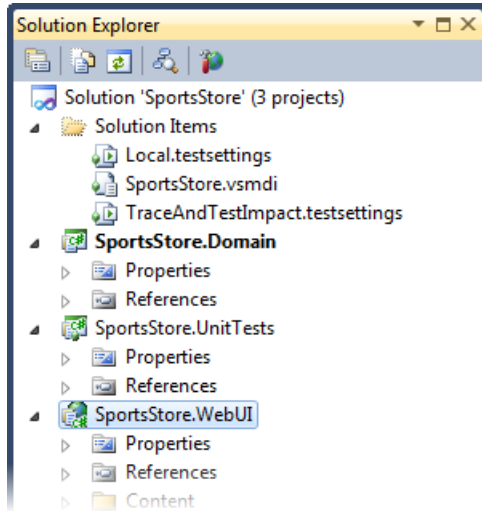 Solution Explorer
Solution 'SportsStore' (3 projects)
Solution Items
Local.testsettings
SportsStore.vsmdi
TraceAndTestImpact.testsettings
SportsStore.Domain
Properties
References
SportsStore.UnitTests
Properties
References
SportsStore.WebUI
Properties
References
Content